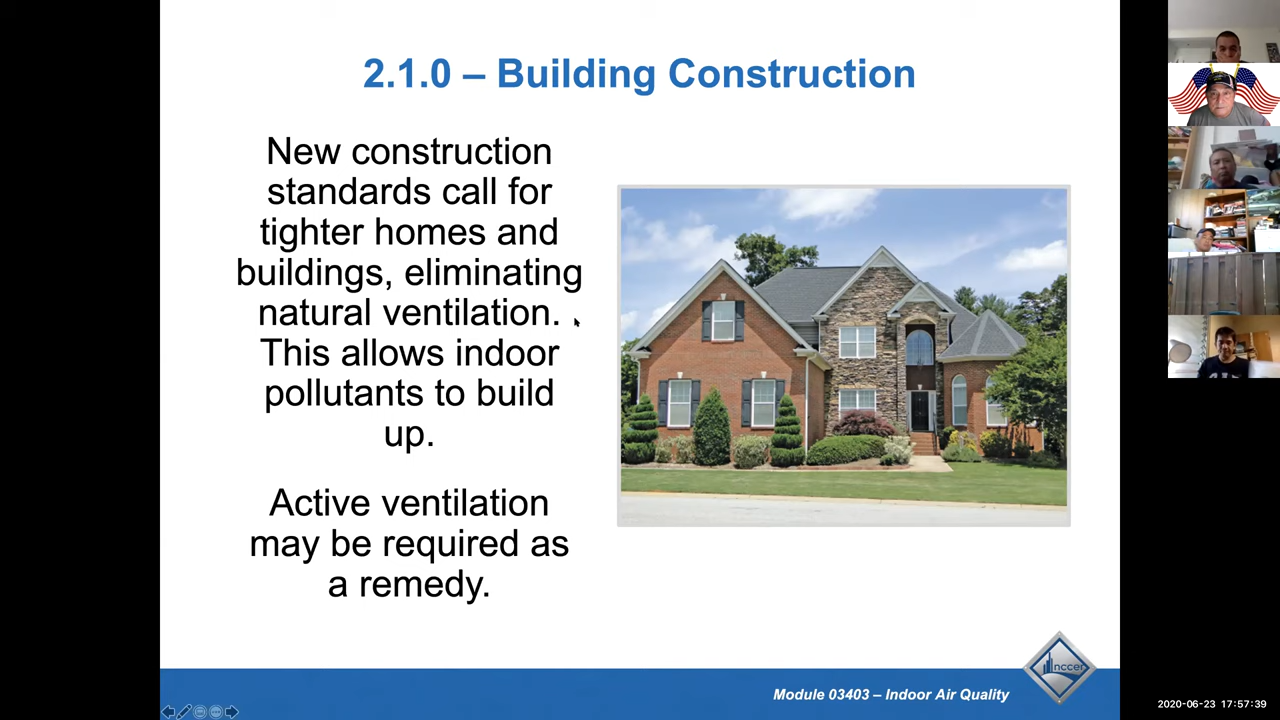 2.1.0 – Building Construction
New construction
standards call for
tighter homes and
buildings, eliminating
natural ventilation.
This allows indoor
pollutants to build
up.
Active ventilation
may be required as
a remedy.
nccer
Module 03403 – Indoor Air Quality
2020-06-23 17:57:39